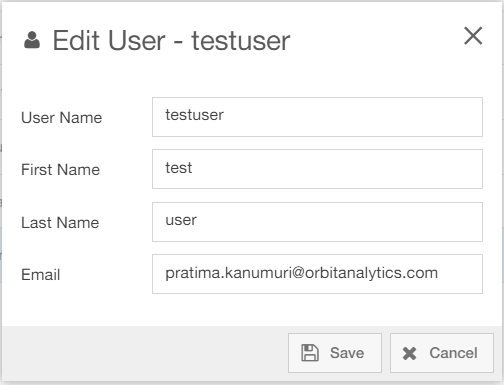 Edit User - testuser
User Name testuser
First Name test
Last Name user
Email pratima.kanumuri@orbitanalytics.com
Save Cancel